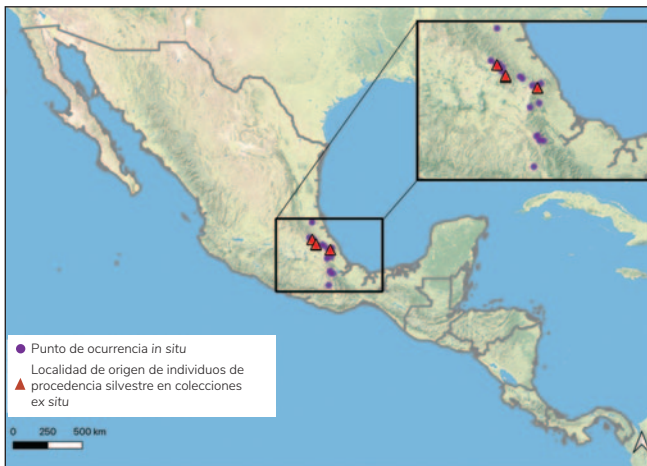 Punto de ocurrencia in situ
Localidad de origen de individuos de
procedencia silvestre en colecciones
ex situ
0 250 500 km